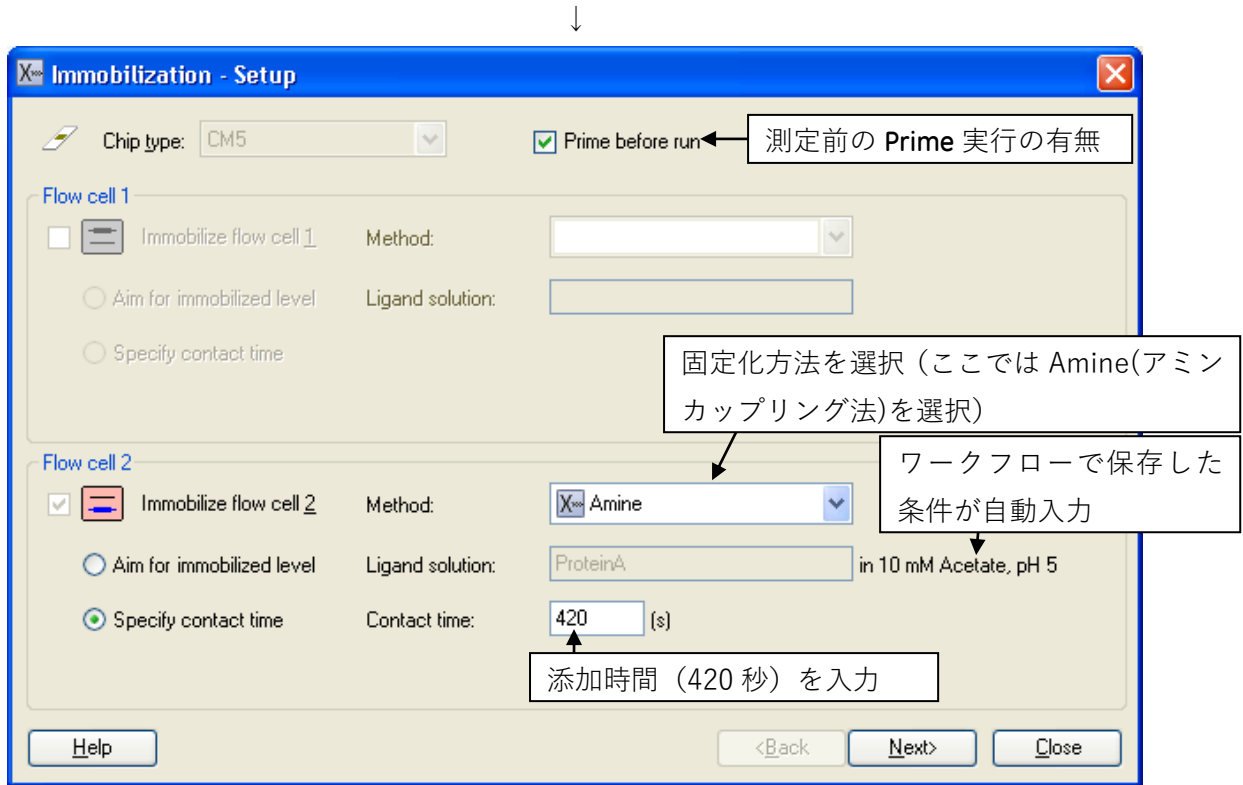 ↓
Immobilization - Setup
Chip type: CM5
Prime before run
測定前の Prime 実行の有無
Flow cell 1
Immobilize flow cell 1 Method:
Aim for immobilized level Ligand solution:
Specify contact time
固定化方法を選択（ここでは Amine(アミン
カップリング法)を選択）
Flow cell 2
ワークフローで保存した
条件が自動入力
Immobilize flow cell 2 Method: Amine
Aim for immobilized level Ligand solution: ProteinA in 10 mM Acetate, pH 5
Specify contact time Contact time: 420 (s)
添加時間（420 秒）を入力
Help <Back Next> Close